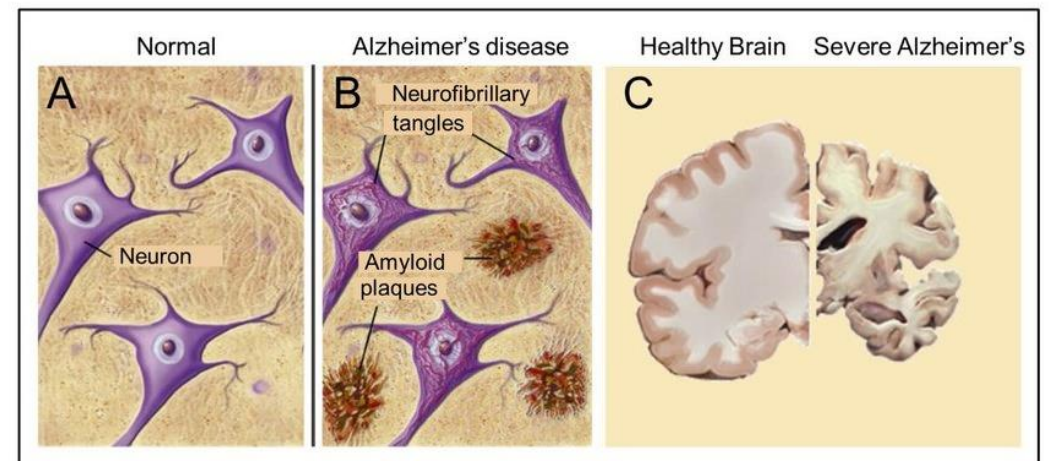 Normal
Alzheimer's disease
Healthy Brain
Severe Alzheimer's
A
B
C
Neurofibrillary
tangles
Neuron
Amyloid
plaques